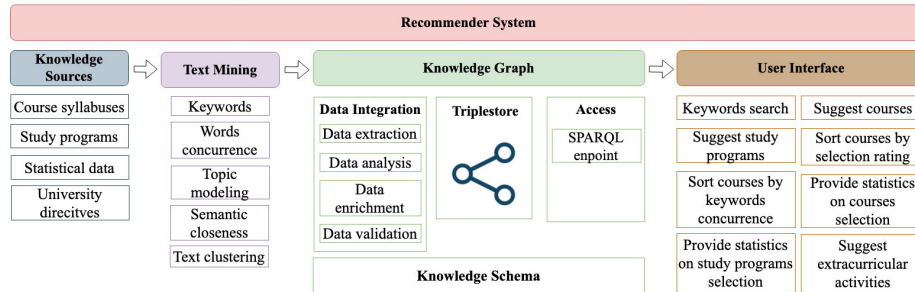 Recommender System
Knowledge
Sources
Course syllabuses
Study programs
Statistical data
University
direcitves
Text Mining
Keywords
Words
concurrence
Topic
modeling
Semantic
closeness
Text clustering
Knowledge Graph
Data Integration
Data extraction
Data analysis
Data
enrichment
Data validation
Triplestore
Access
SPARQL
enpoint
Knowledge Schema
User Interface
Keywords search
Suggest courses
Suggest study
programs
Sort courses by
selection rating
Sort courses by
keywords
concurrence
Provide statistics
on courses
selection
Provide statistics
on study programs
selection
Suggest
extracurricular
activities